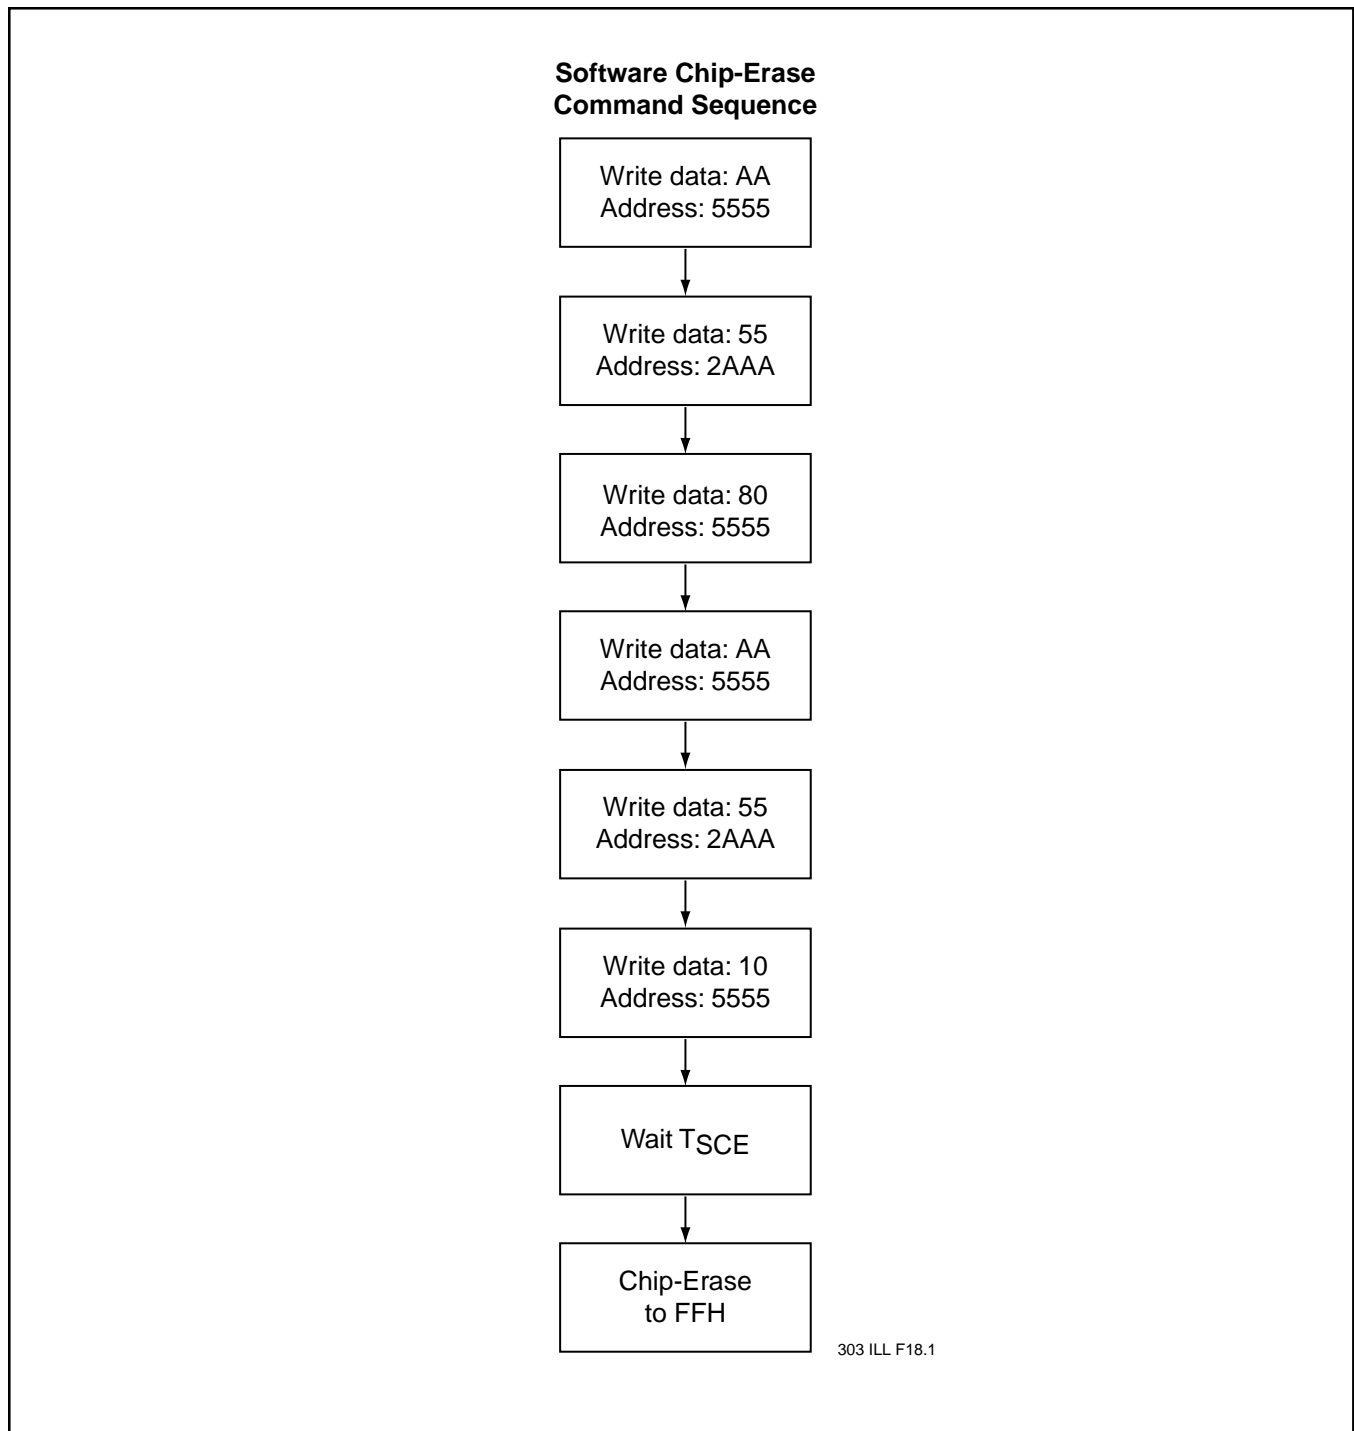 Software Chip-Erase
Command Sequence
Write data: AA
Address: 5555
Write data: 55
Address: 2AAA
Write data: 80
Address: 5555
Write data: AA
Address: 5555
Write data: 55
Address: 2AAA
Write data: 10
Address: 5555
Wait TSCE
Chip-Erase
to FFH
303 ILL F18.1